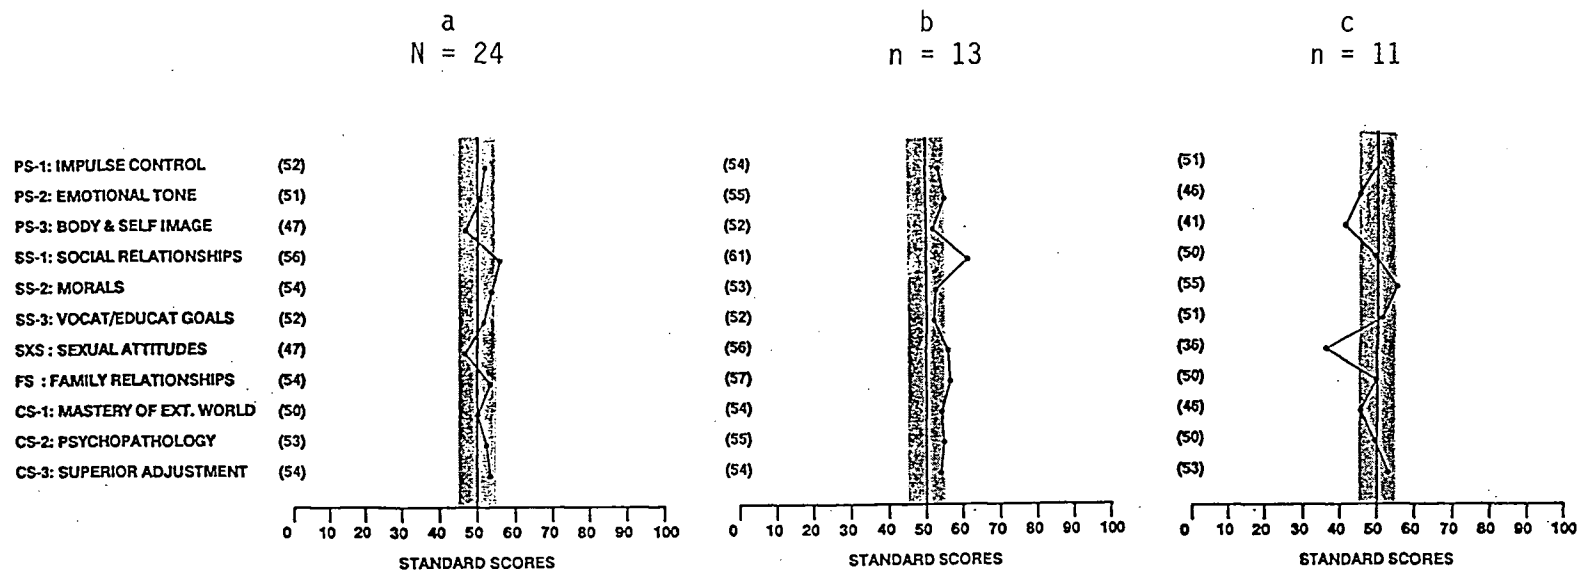 a
N = 24
b
n = 13
c
n = 11
PS-1: IMPULSE CONTROL (52) (54) (51)
PS-2: EMOTIONAL TONE (51) (55) (46)
PS-3: BODY & SELF IMAGE (47) (52) (41)
SS-1: SOCIAL RELATIONSHIPS (56) (61) (50)
SS-2: MORALS (54) (53) (55)
SS-3: VOCAT/EDUCAT GOALS (52) (52) (51)
SXS : SEXUAL ATTITUDES (47) (56) (36)
FS : FAMILY RELATIONSHIPS (54) (57) (50)
CS-1: MASTERY OF EXT. WORLD (50) (54) (46)
CS-2: PSYCHOPATHOLOGY (53) (55) (50)
CS-3: SUPERIOR ADJUSTMENT (54) (54) (53)
0 10 20 30 40 50 60 70 80 90 100
STANDARD SCORES
0 10 20 30 40 50 60 70 80 90 100
STANDARD SCORES
0 10 20 30 40 50 60 70 80 90 100
STANDARD SCORES